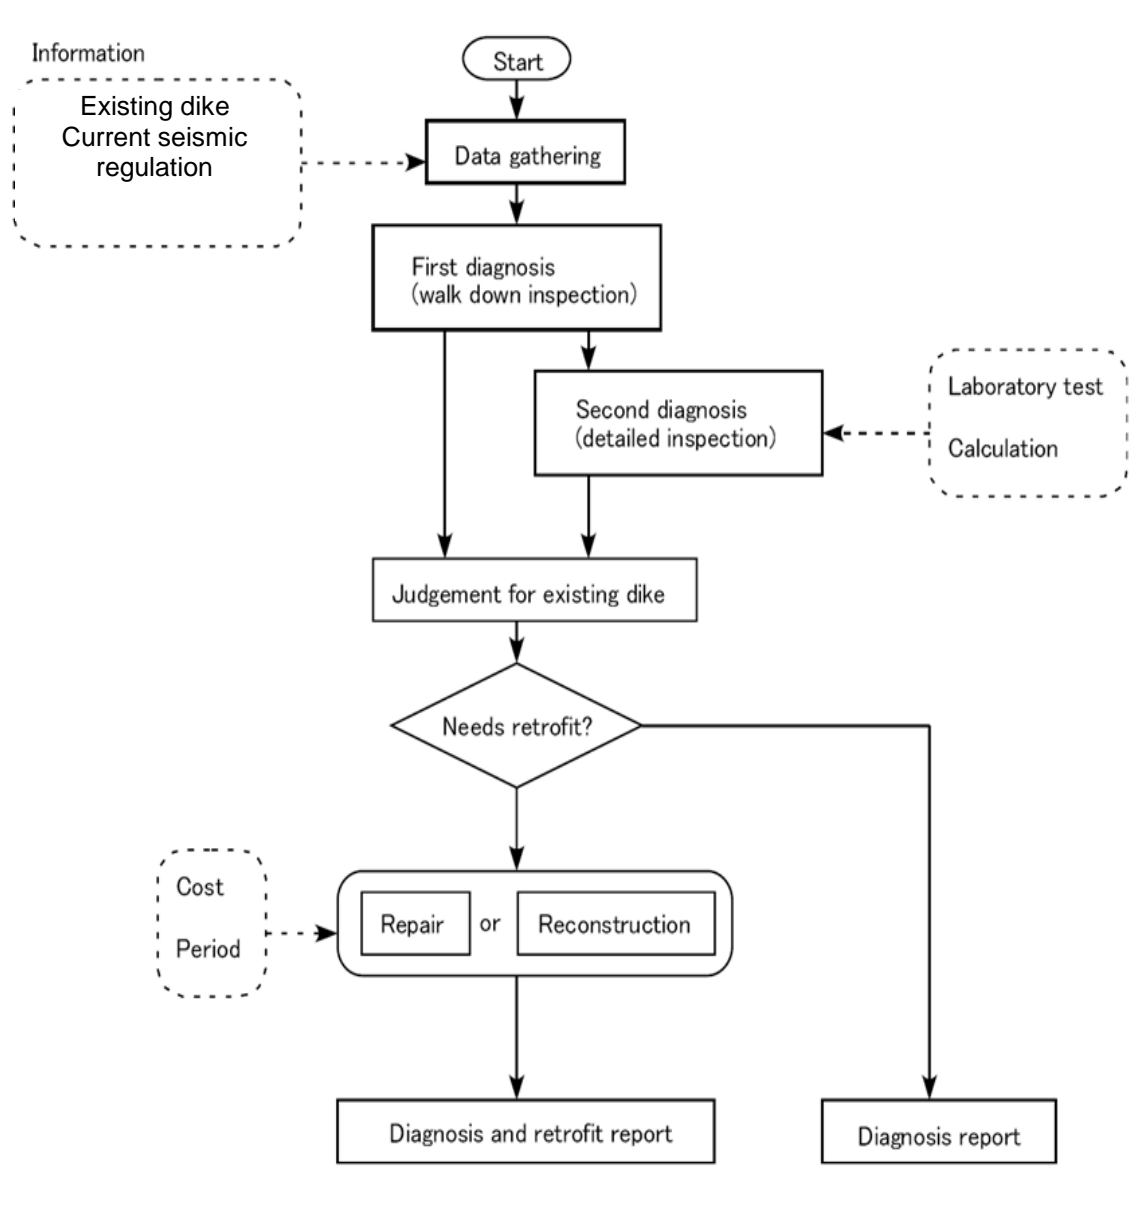 Information
Start
Existing dike
Current seismic
regulation
Data gathering
First diagnosis
(walk down inspection)
Second diagnosis
(detailed inspection)
Laboratory test
Calculation
Judgement for existing dike
Needs retrofit?
Cost
Period
Repair or Reconstruction
Diagnosis and retrofit report
Diagnosis report